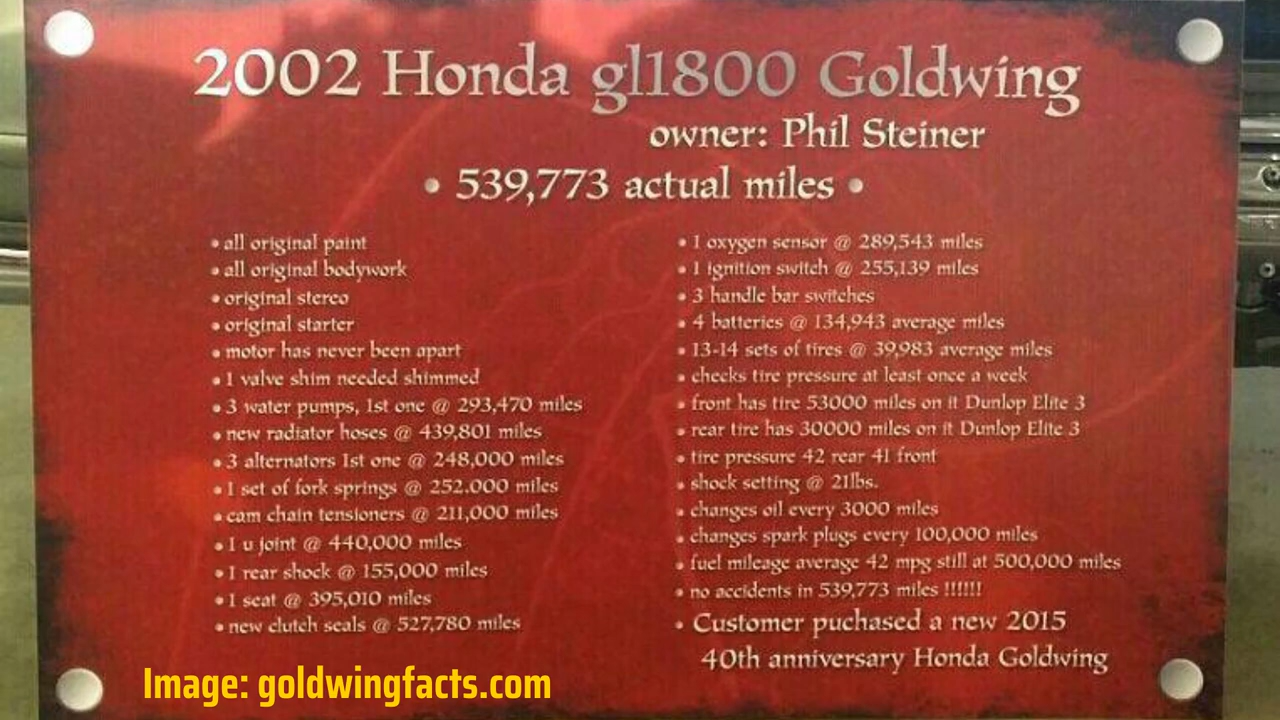 2002 Honda gl1800 Goldwing
owner: Phil Steiner
• 539,773 actual miles •
• all original paint
• all original bodywork
• original stereo
• original starter
• motor has never been apart
• 1 valve shim needed shimmed
• 3 water pumps, 1st one @ 293,470 miles
• new radiator hoses @ 439,801 miles
• 3 alternators 1st one @ 248,000 miles
• 1 set of fork springs @ 252.000 miles
• cam chain tensioners @ 211,000 miles
• 1 u joint @ 440,000 miles
• 1 rear shock @ 155,000 miles
• 1 seat @ 395,010 miles
• new clutch seals @ 527,780 miles
• 1 oxygen sensor @ 289,543 miles
• 1 ignition switch @ 255,139 miles
• 3 handle bar switches
• 4 batteries @ 134,943 average miles
• 13-14 sets of tires @ 39,983 average miles
• checks tire pressure at least once a week
• front has tire 53000 miles on it Dunlop Elite 3
• rear tire has 30000 miles on it Dunlop Elite 3
• tire pressure 42 rear 41 front
• shock setting @ 21lbs.
• changes oil every 3000 miles
• changes spark plugs every 100,000 miles
• fuel mileage average 42 mpg still at 500,000 miles
• no accidents in 539,773 miles !!!!!!
• Customer puchased a new 2015
40th anniversary Honda Goldwing
Image: goldwingfacts.com